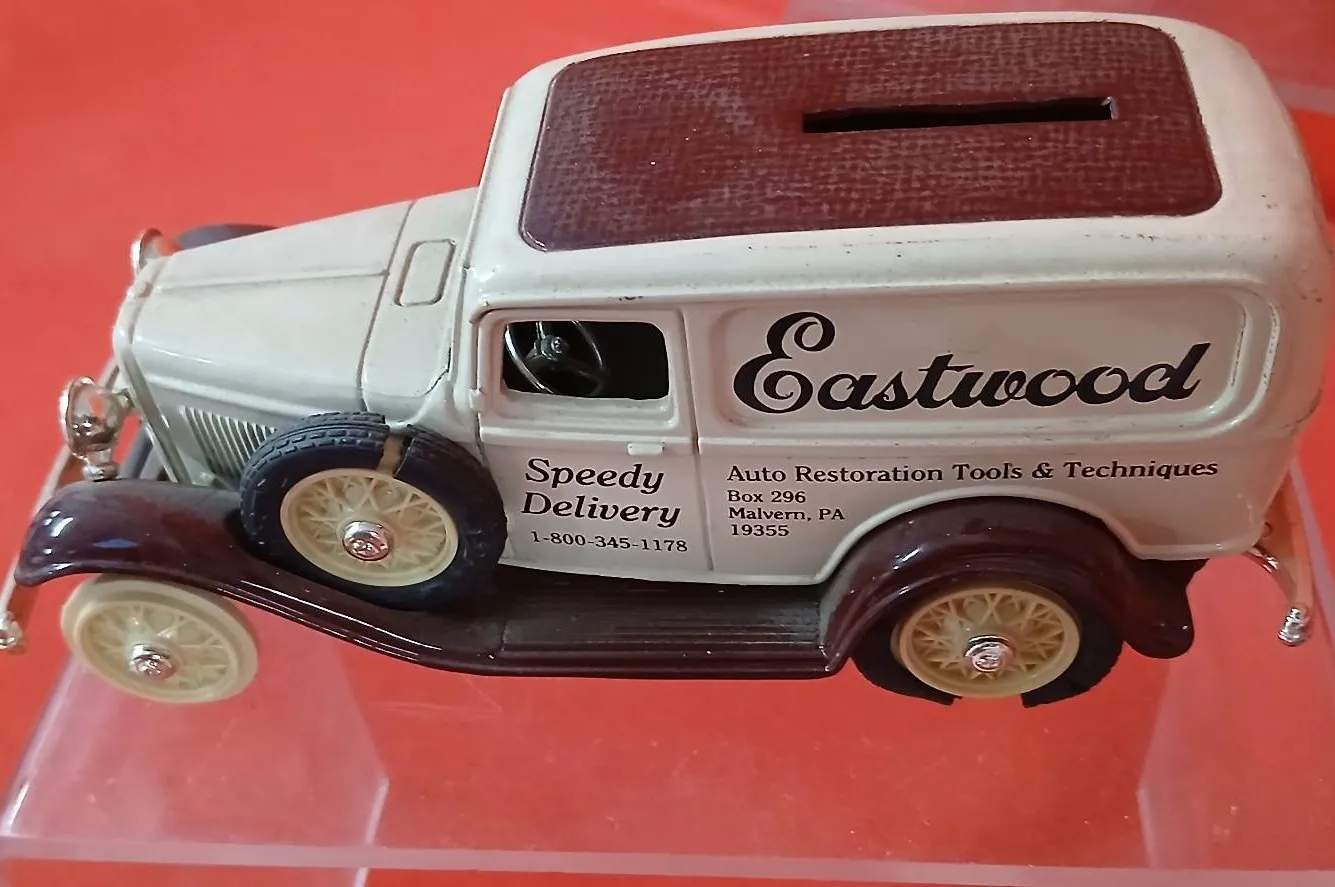 Eastwood
Speedy
Delivery
1-800-345-1178
Auto Restoration Tools & Techniques
Box 296
Malvern, PA
19355